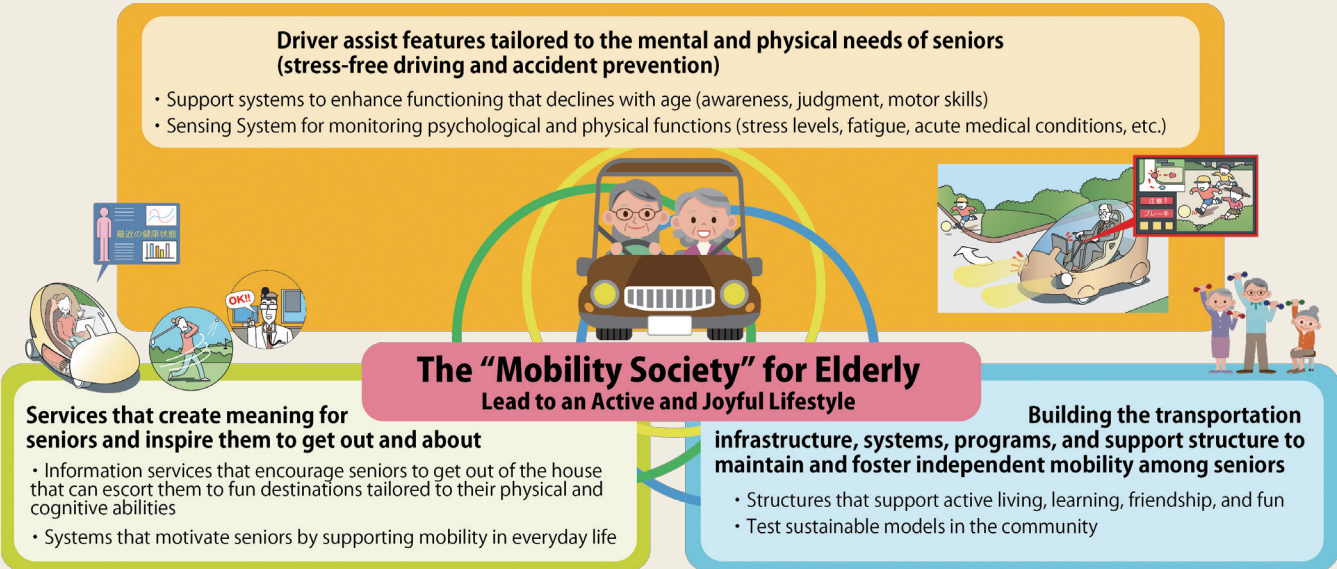 Driver assist features tailored to the mental and physical needs of seniors
(stress-free driving and accident prevention)
・Support systems to enhance functioning that declines with age (awareness, judgment, motor skills)
・Sensing System for monitoring psychological and physical functions (stress levels, fatigue, acute medical conditions, etc.)
最近の健康状態
OK!!
注意!
ブレーキ
The “Mobility Society” for Elderly
Lead to an Active and Joyful Lifestyle
Services that create meaning for
seniors and inspire them to get out and about
・Information services that encourage seniors to get out of the house
that can escort them to fun destinations tailored to their physical and
cognitive abilities
・Systems that motivate seniors by supporting mobility in everyday life
Building the transportation
infrastructure, systems, programs, and support structure to
maintain and foster independent mobility among seniors
・Structures that support active living, learning, friendship, and fun
・Test sustainable models in the community